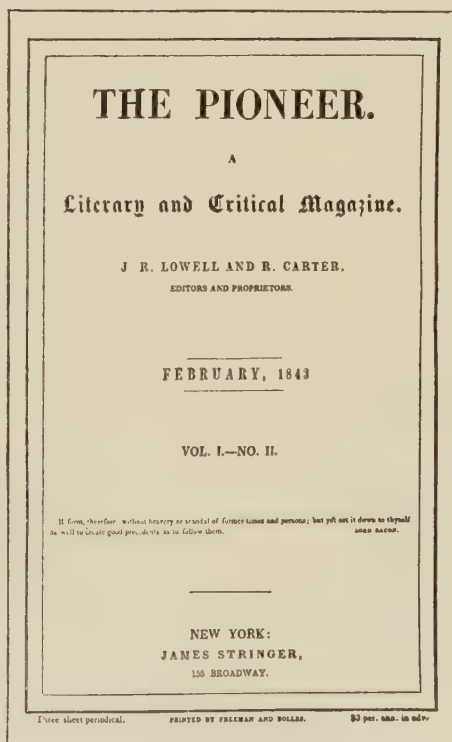 THE PIONEER.
A
Literary and Critical Magazine.
J R. LOWELL AND R. CARTER,
EDITORS AND PROPRIETORS.
FEBRUARY, 1843
VOL. I.—NO. II.
form, therefore without bravery or scandal of former times and persons; but yet set it down to thyself
as well to create good precedents as to follow them. LORD BACON.
NEW YORK:
JAMES STRINGER,
155 BROADWAY.
Three sheet periodical. PRINTED BY FREEMAN AND BOLLES. $3 per. ann. in adv.